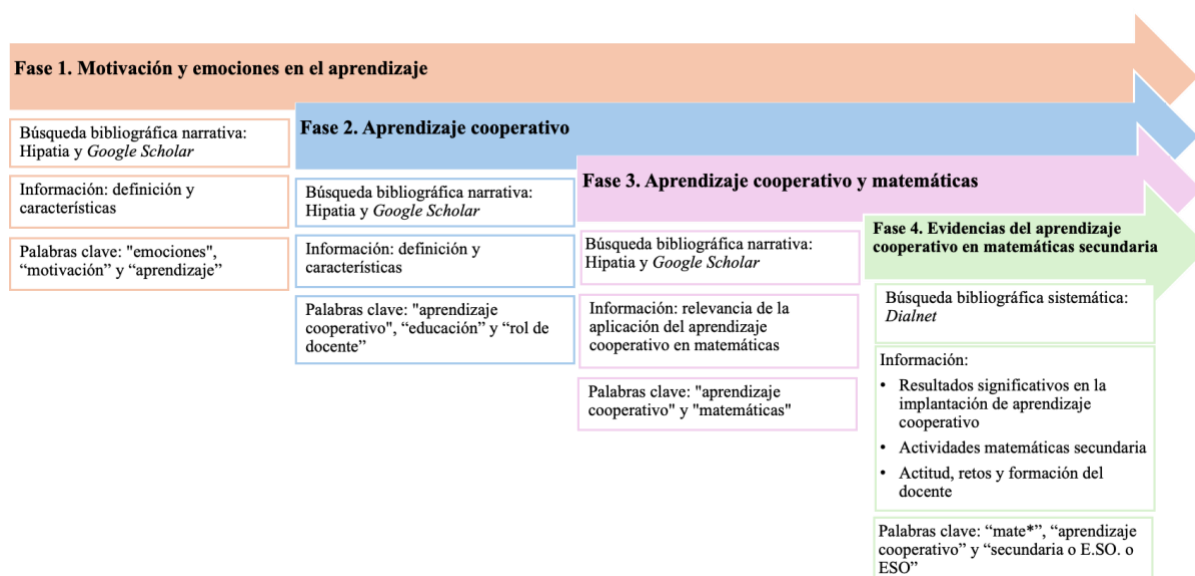 Fase 1. Motivación y emociones en el aprendizaje
Búsqueda bibliográfica narrativa:
Hipatia y Google Scholar
Información: definición y
características
Palabras clave: "emociones",
“motivación” y “aprendizaje”
Fase 2. Aprendizaje cooperativo
Búsqueda bibliográfica narrativa:
Hipatia y Google Scholar
Información: definición y
características
Palabras clave: "aprendizaje
cooperativo", “educación” y “rol de
docente”
Fase 3. Aprendizaje cooperativo y matemáticas
Búsqueda bibliográfica narrativa:
Hipatia y Google Scholar
Información: relevancia de la
aplicación del aprendizaje
cooperativo en matemáticas
Palabras clave: "aprendizaje
cooperativo" y "matemáticas"
Fase 4. Evidencias del aprendizaje
cooperativo en matemáticas secundaria
Búsqueda bibliográfica sistemática:
Dialnet
Información:
• Resultados significativos en la
implantación de aprendizaje
cooperativo
• Actividades matemáticas secundaria
• Actitud, retos y formación del
docente
Palabras clave: “mate*”, “aprendizaje
cooperativo” y “secundaria o E.SO. o
ESO”